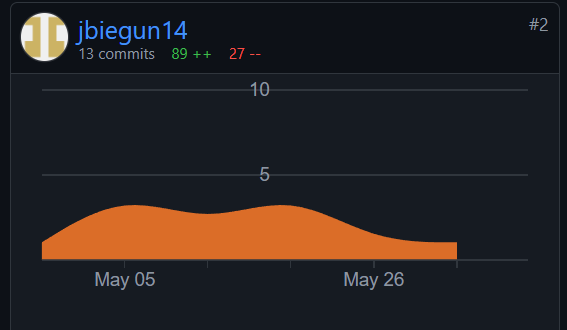 jbiegun14
#2
13 commits 89 ++ 27 --
10
5
May 05 May 26